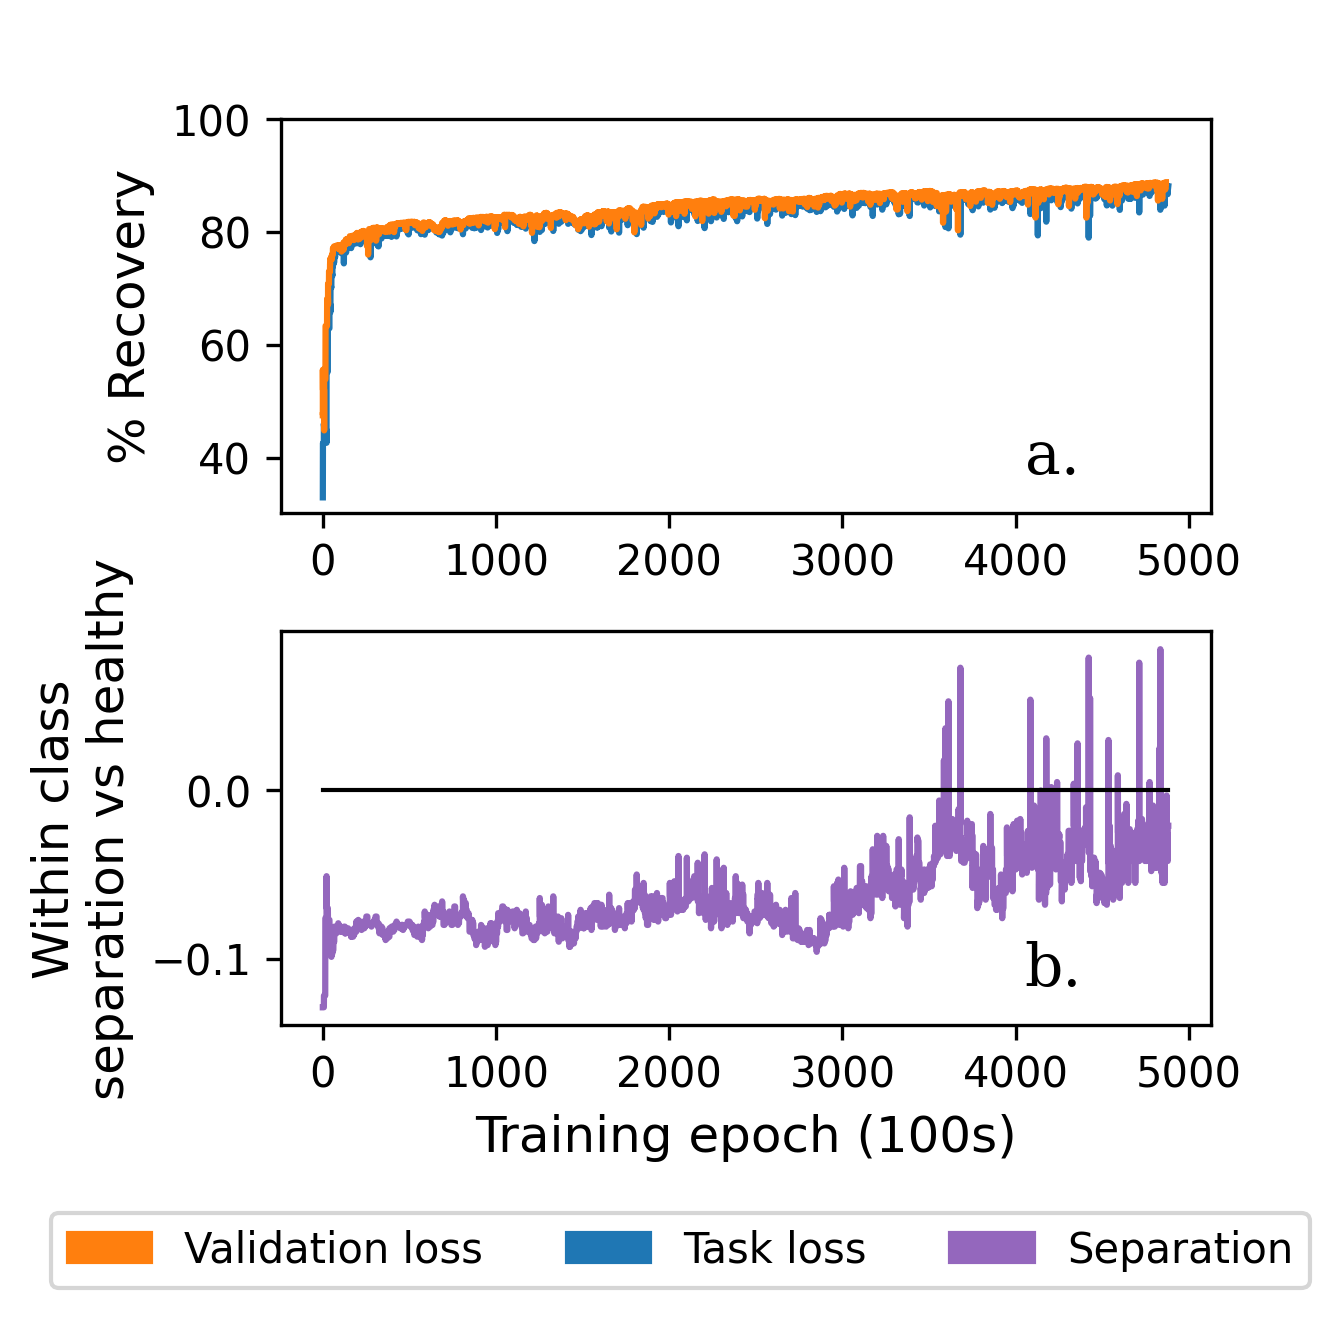 100
80
60
40
% Recovery
a.
0 1000 2000 3000 4000 5000
Within class
separation vs healthy
0.0
−0.1
b.
0 1000 2000 3000 4000 5000
Training epoch (100s)
Validation loss Task loss Separation